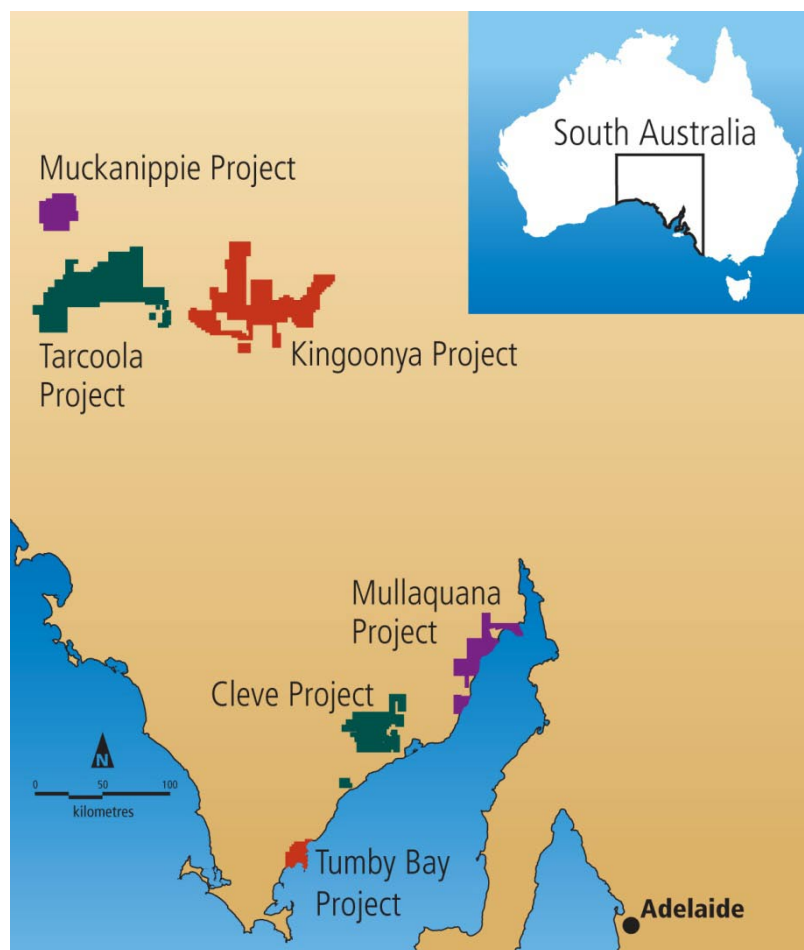 South Australia
Muckanippie Project
Tarcoola
Project
Kingoonya Project
Mullaquana
Project
Cleve Project
N
0 50 100
kilometres
Tumby Bay
Project
Adelaide